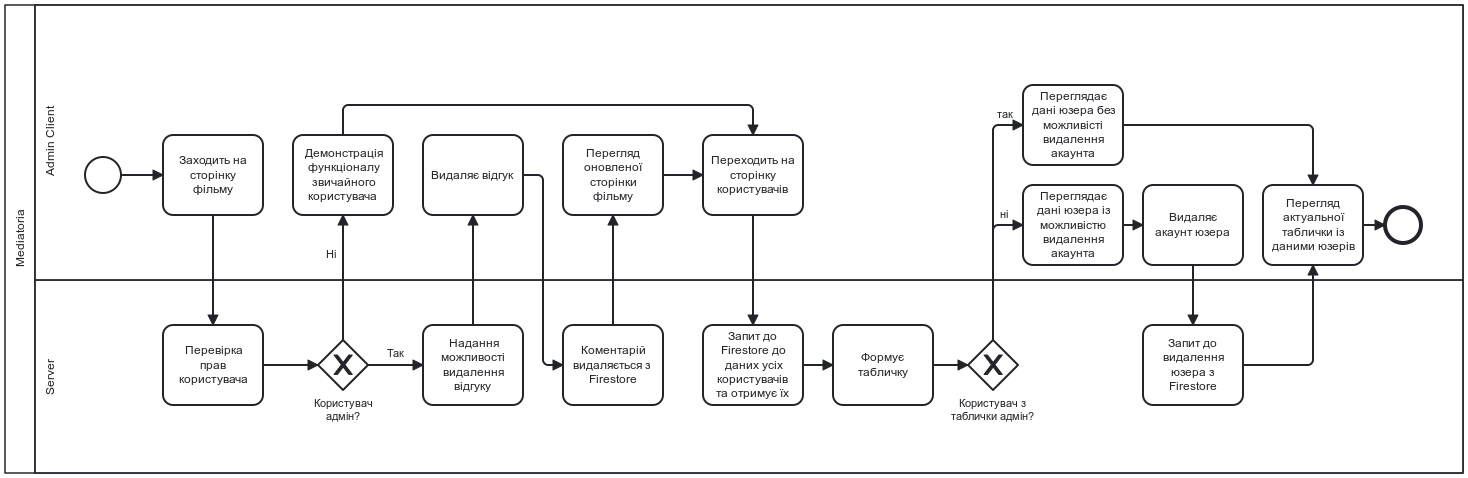 Mediatoria
Admin Client
Заходить на
сторінку
фільму
Демонстрація
функціоналу
звичайного
користувача
Видаляє відгук
Перегляд
оновленої
сторінки
фільму
Переходить на
сторінку
користувачів
так
Переглядає
дані юзера без
можливісті
видалення
акаунта
ні
Переглядає
дані юзера із
можливістю
видалення
акаунта
Видаляє
акаунт юзера
Перегляд
актуальної
таблички із
даними юзерів
Ні
Server
Перевірка
прав
користувача
Користувач
адмін?
Так
Надання
можливості
видалення
відгуку
Коментарій
видаляється з
Firestore
Запит до
Firestore до
даних усіх
користувачів
та отримує їх
Формує
табличку
Користувач з
таблички адмін?
Запит до
видалення
юзера з
Firestore